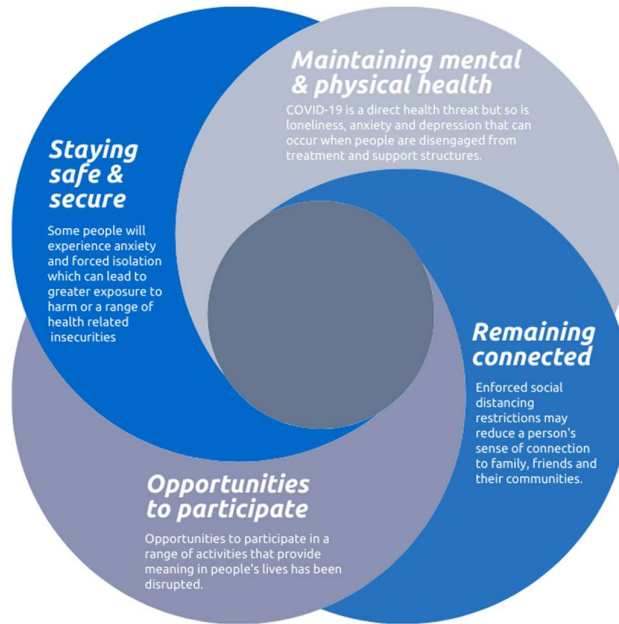 Maintaining mental
& physical health
COVID-19 is a direct health threat but so is
loneliness, anxiety and depression that can
occur when people are disengaged from
treatment and support structures.
Staying
safe &
secure
Some people will
experience anxiety
and forced isolation
which can lead to
greater exposure to
harm or a range of
health related
insecurities
Remaining
connected
Enforced social
distancing
restrictions may
reduce a person's
sense of connection
to family, friends and
their communities.
Opportunities
to participate
Opportunities to participate in a
range of activities that provide
meaning in people's lives has been
disrupted.